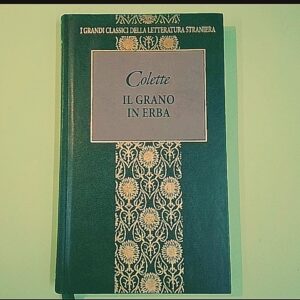 I GRANDI CLASSICI DELLA LETTERATURA STRANIERA
Colette
IL GRANO
IN ERBA